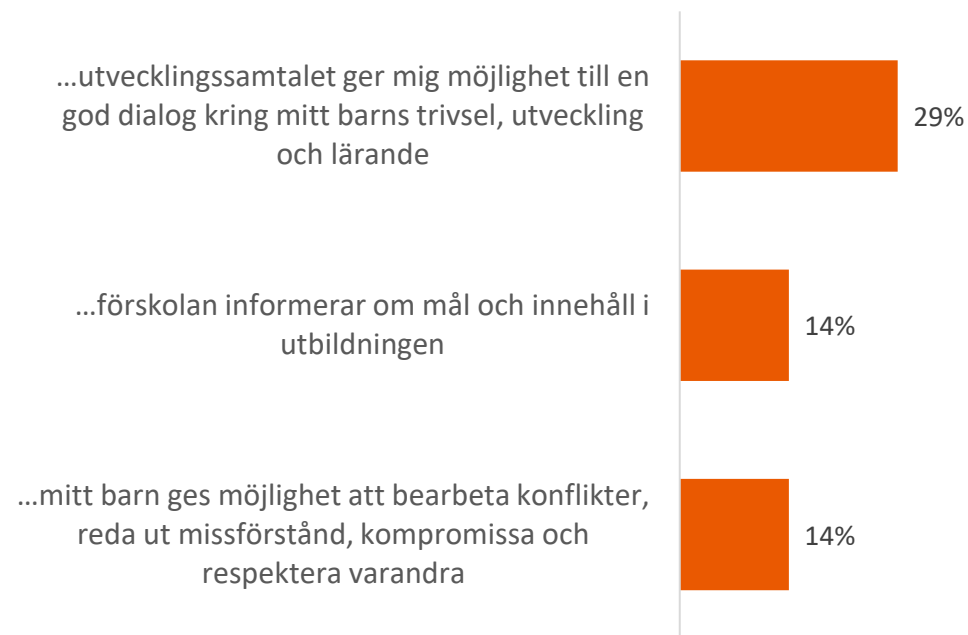 ...utvecklingssamtalet ger mig möjlighet till en
god dialog kring mitt barns trivsel, utveckling
och lärande
29%
...förskolan informerar om mål och innehåll i
utbildningen
14%
...mitt barn ges möjlighet att bearbeta konflikter,
reda ut missförstånd, kompromissa och
respektera varandra
14%